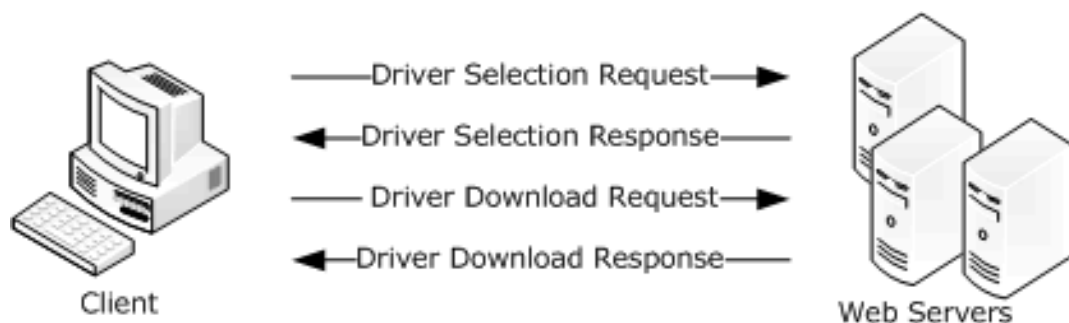 Driver Selection Request
Driver Selection Response
Driver Download Request
Driver Download Response
Client
Web Servers